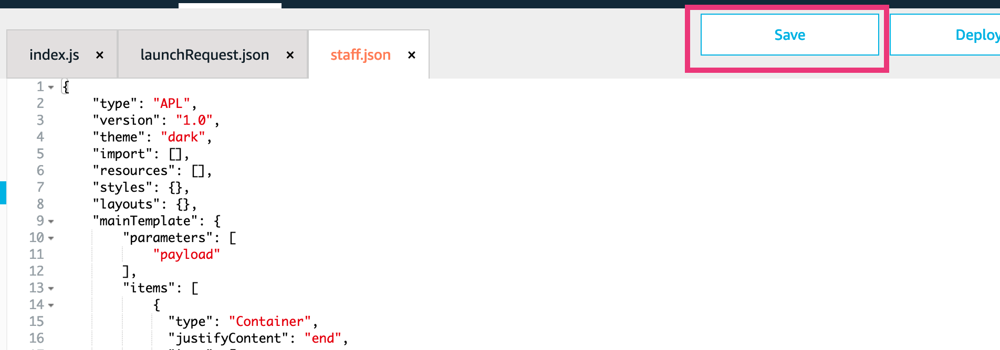 Save
Deploy
index.js × launchRequest.json × staff.json ×
1 {
2 "type": "APL",
3 "version": "1.0",
4 "theme": "dark",
5 "import": [],
6 "resources": [],
7 "styles": {},
8 "layouts": {},
9 "mainTemplate": {
10 "parameters": [
11 "payload"
12 ],
13 "items": [
14 {
15 "type": "Container",
16 "justifyContent": "end",